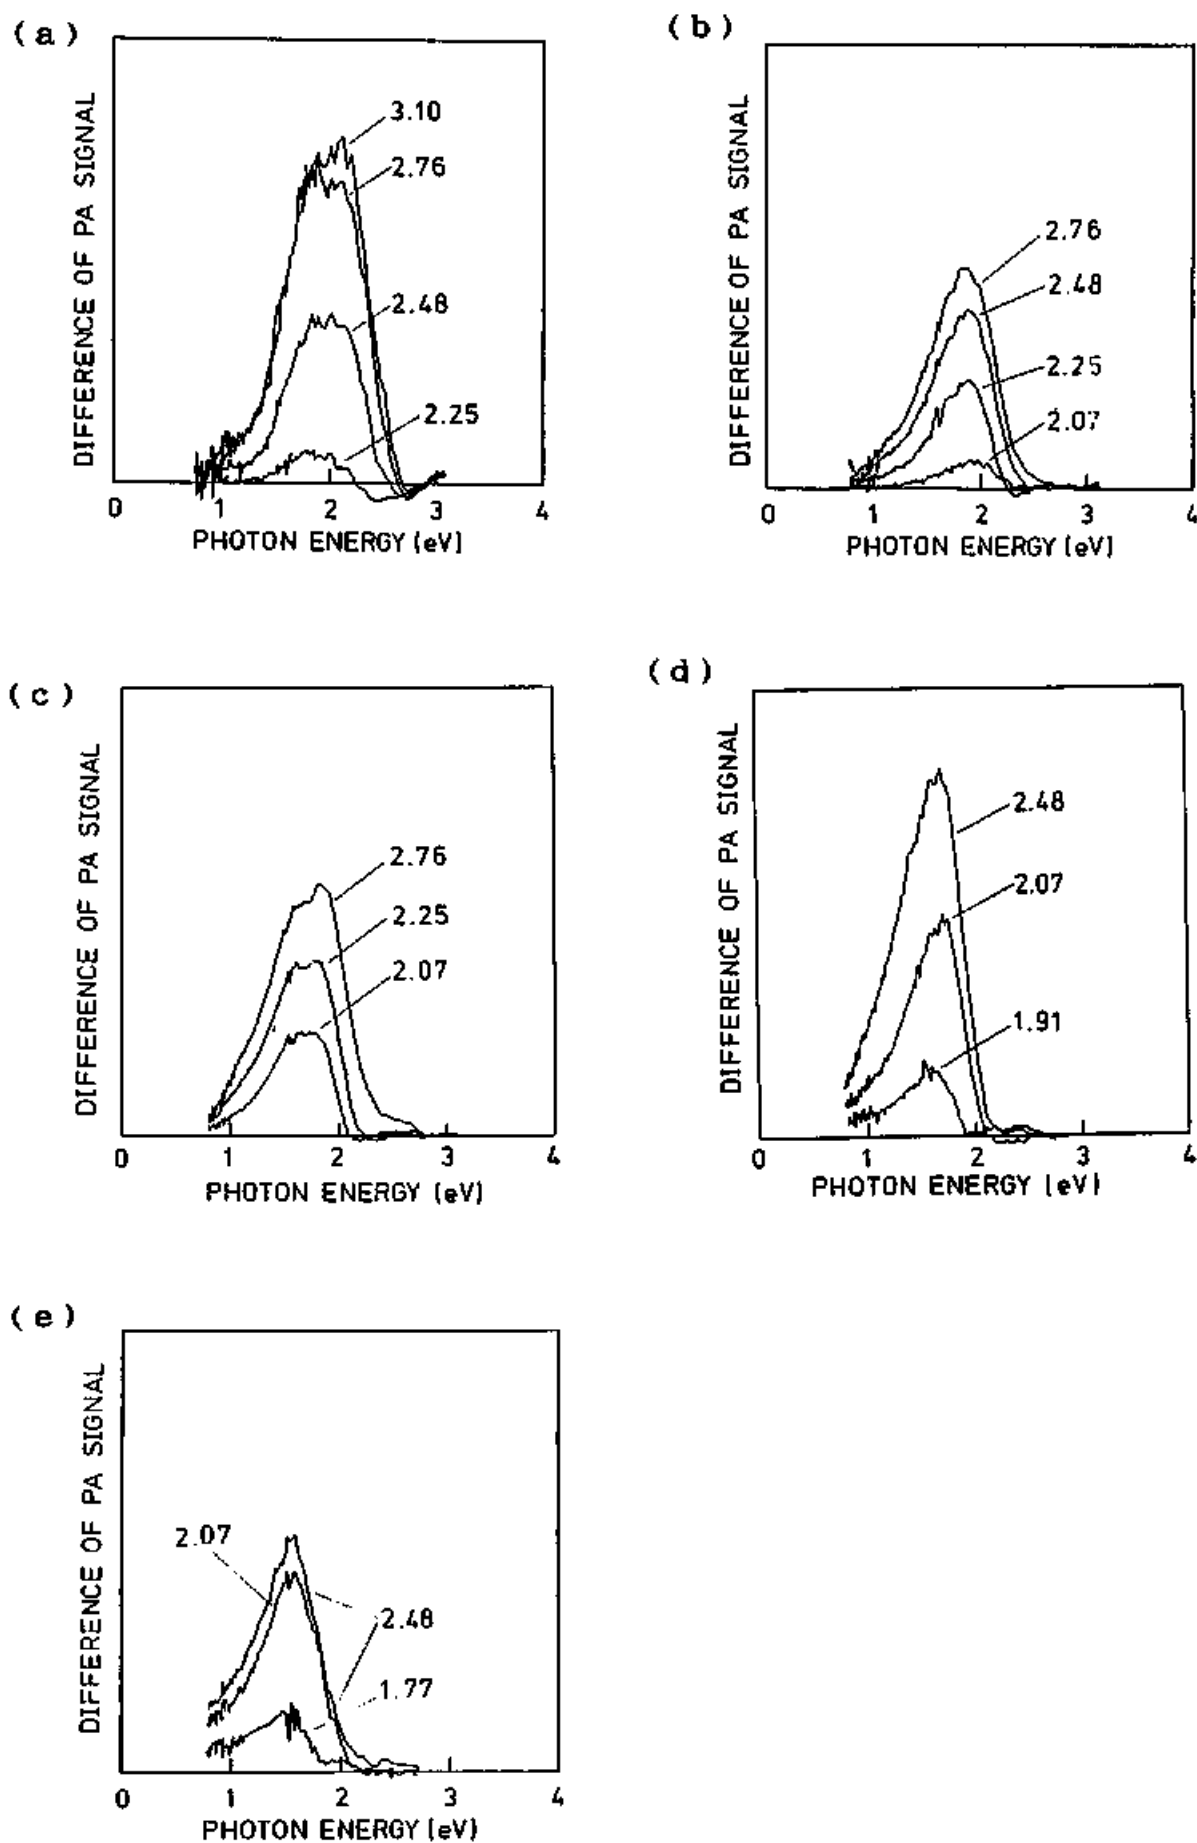 (a)
DIFFERENCE OF PA SIGNAL
3.10
2.76
2.48
2.25
0 1 2 3 4
PHOTON ENERGY (eV)
(b)
DIFFERENCE OF PA SIGNAL
2.76
2.48
2.25
2.07
0 1 2 3 4
PHOTON ENERGY (eV)
(c)
DIFFERENCE OF PA SIGNAL
2.76
2.25
2.07
0 1 2 3 4
PHOTON ENERGY (eV)
(d)
DIFFERENCE OF PA SIGNAL
2.48
2.07
1.91
0 1 2 3 4
PHOTON ENERGY (eV)
(e)
DIFFERENCE OF PA SIGNAL
2.07
2.48
1.77
0 1 2 3 4
PHOTON ENERGY (eV)